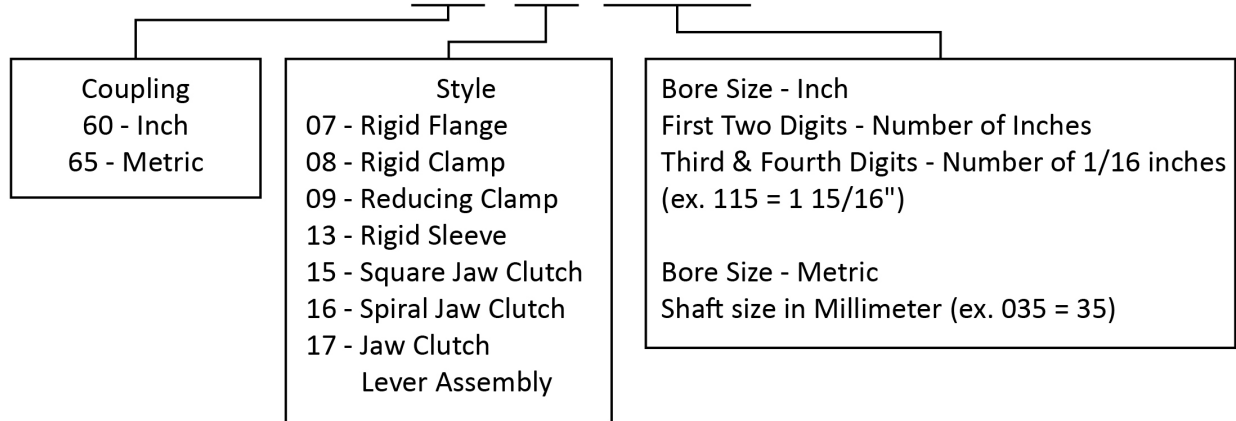 Coupling
60 - Inch
65 - Metric
Style
07 - Rigid Flange
08 - Rigid Clamp
09 - Reducing Clamp
13 - Rigid Sleeve
15 - Square Jaw Clutch
16 - Spiral Jaw Clutch
17 - Jaw Clutch
Lever Assembly
Bore Size - Inch
First Two Digits - Number of Inches
Third & Fourth Digits - Number of 1/16 inches
(ex. 115 = 1 15/16")
Bore Size - Metric
Shaft size in Millimeter (ex. 035 = 35)